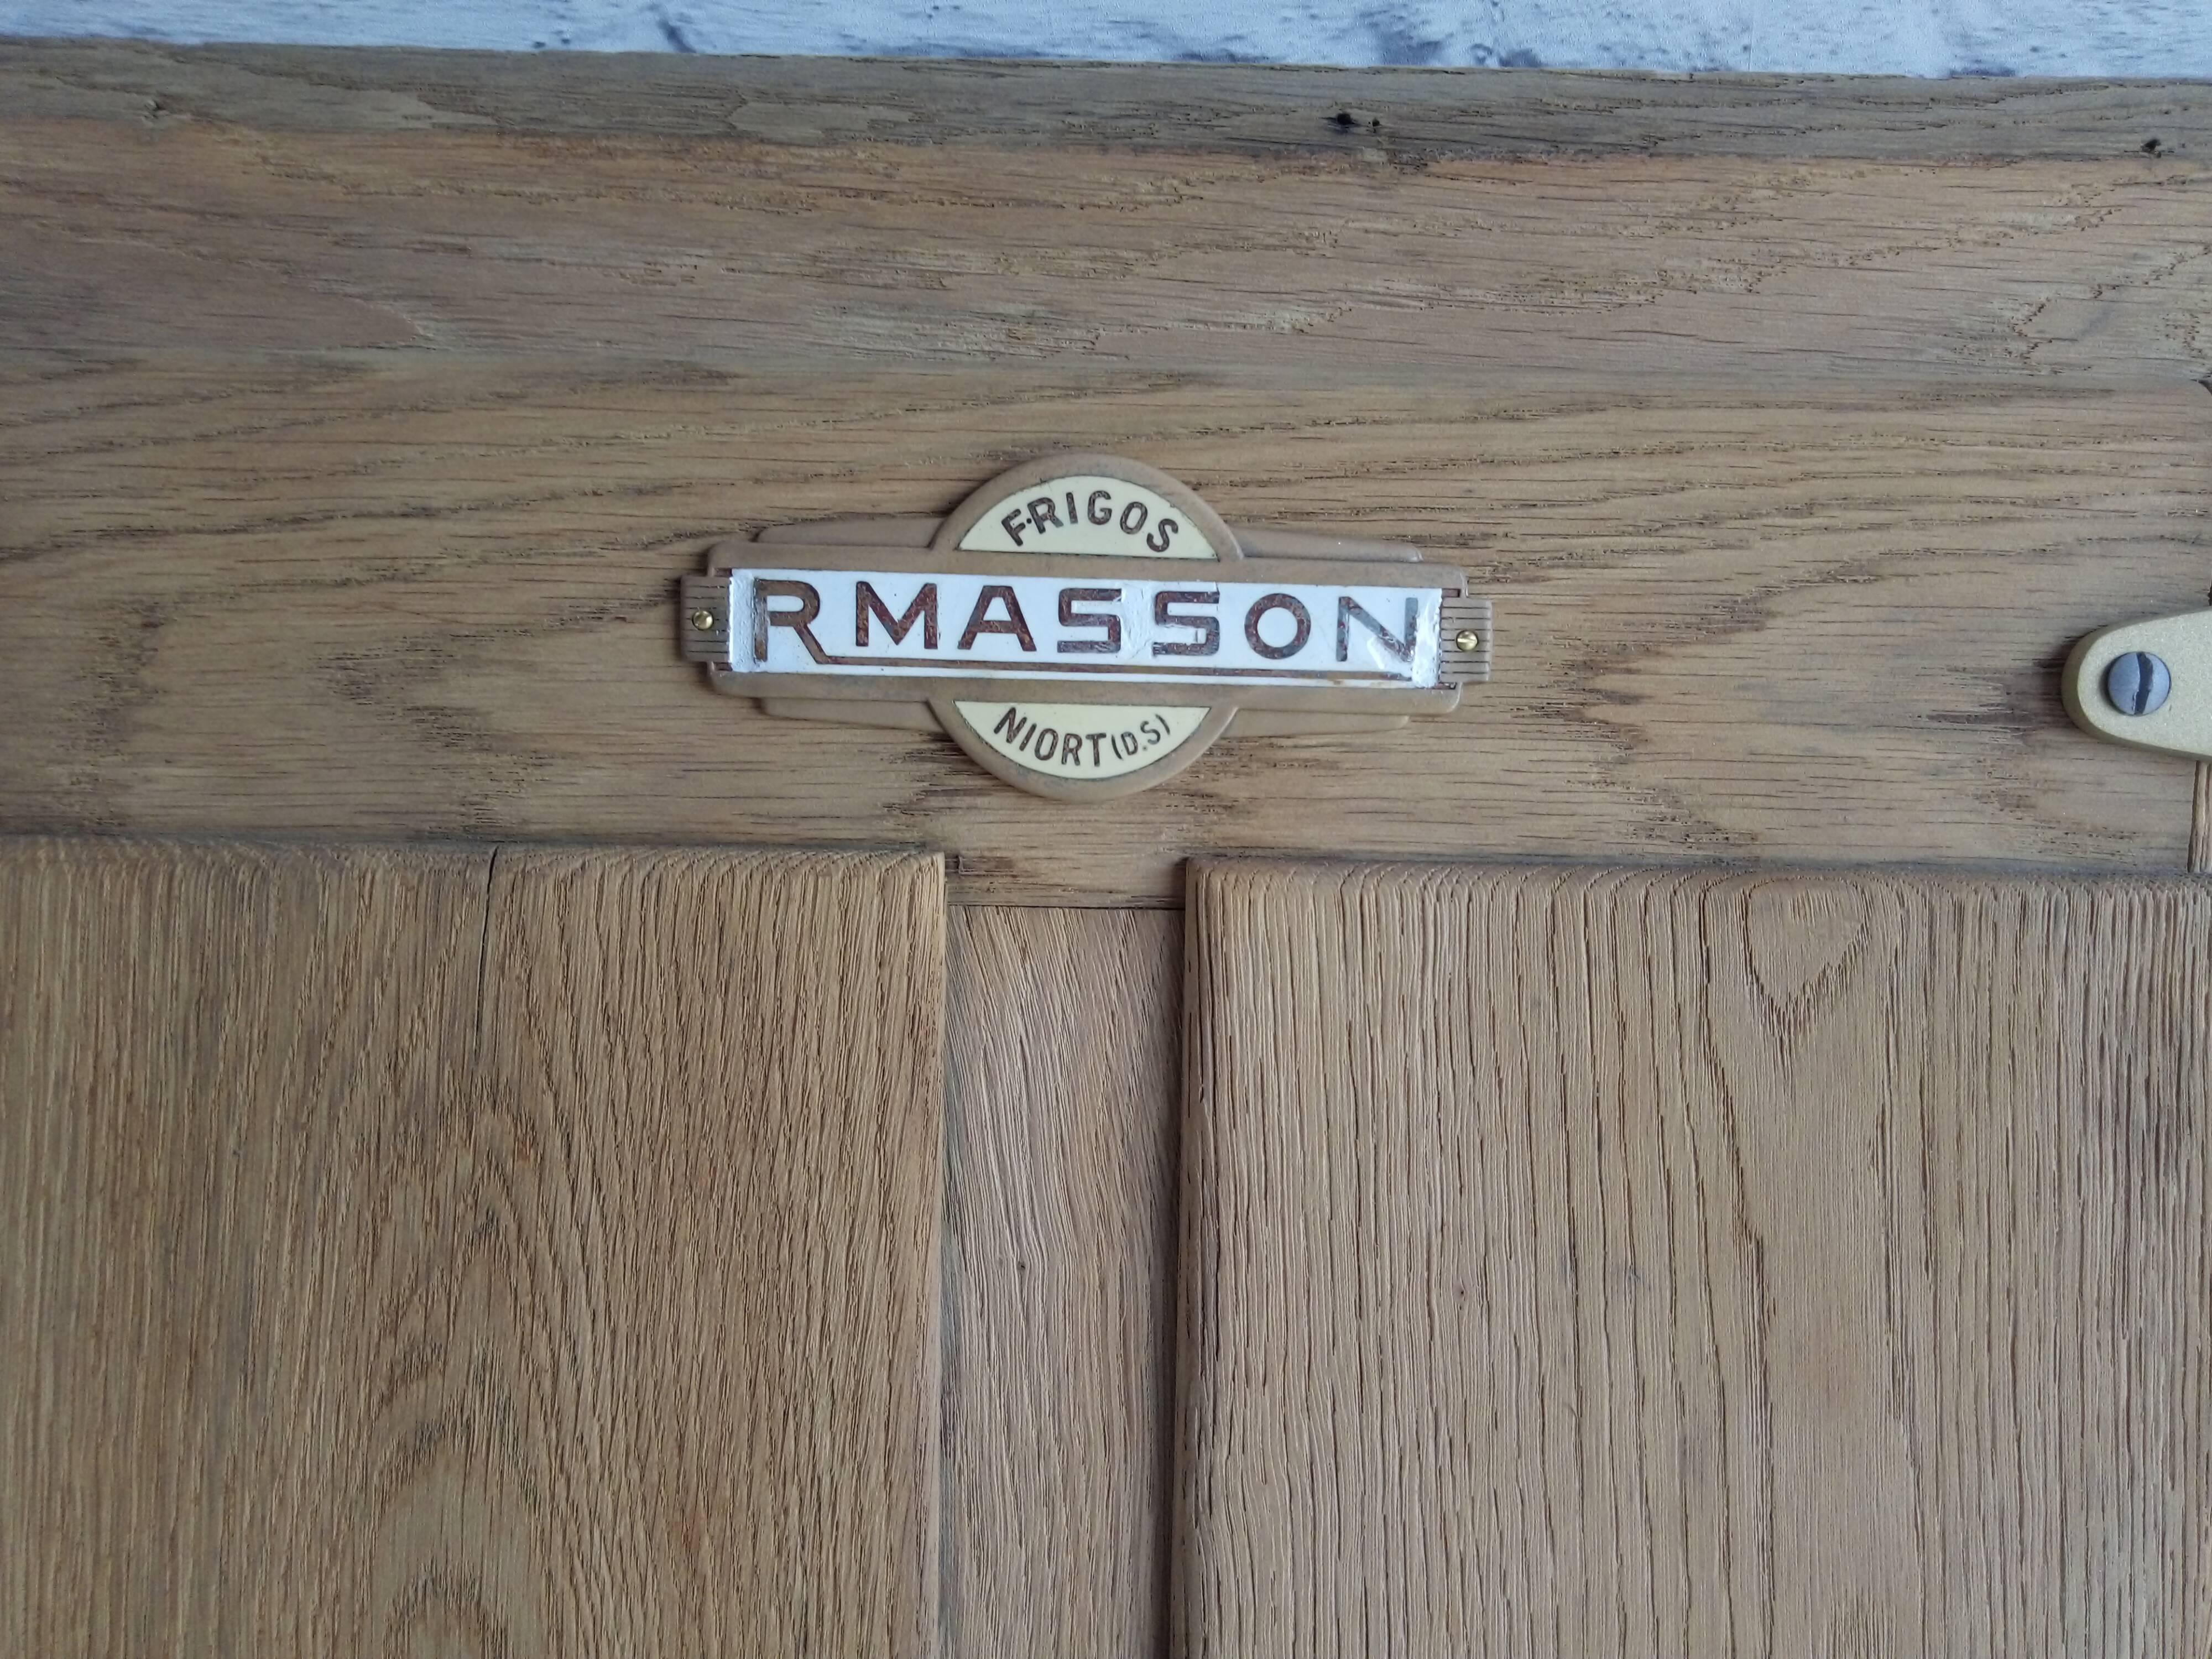 FRIGOS
RMASSON
NIORT (D.S)